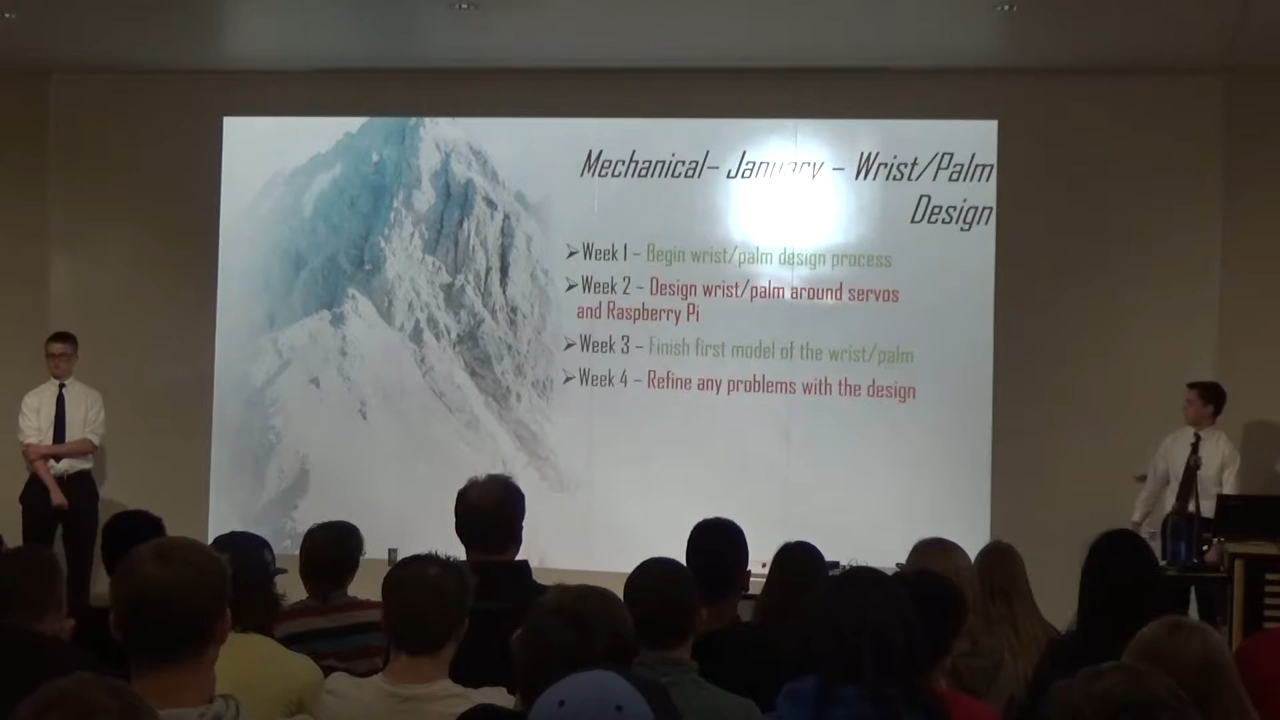 Mechanical– January – Wrist/Palm
Design
➢Week 1 – Begin wrist/palm design process
➢Week 2 – Design wrist/palm around servos
and Raspberry Pi
➢Week 3 – Finish first model of the wrist/palm
➢Week 4 – Refine any problems with the design